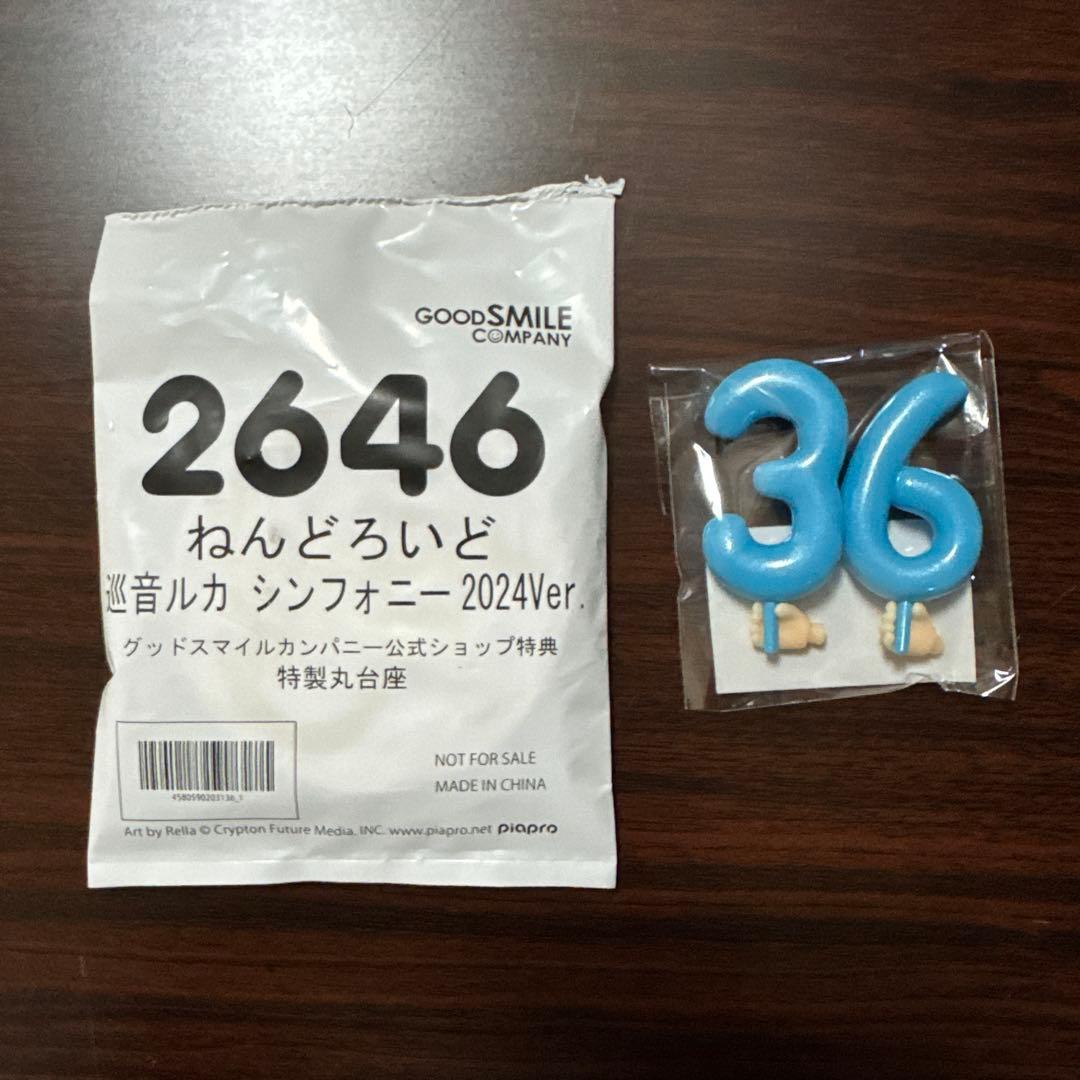 GOODSMILE
COMPANY
2646
ねんどろいど
巡音ルカ シンフォニー 2024Ver.
グッドスマイルカンパニー公式ショップ特典
特製丸台座
4580590203136_1
NOT FOR SALE
MADE IN CHINA
Art by Rella © Crypton Future Media, INC. www.piapro.net piapro
36